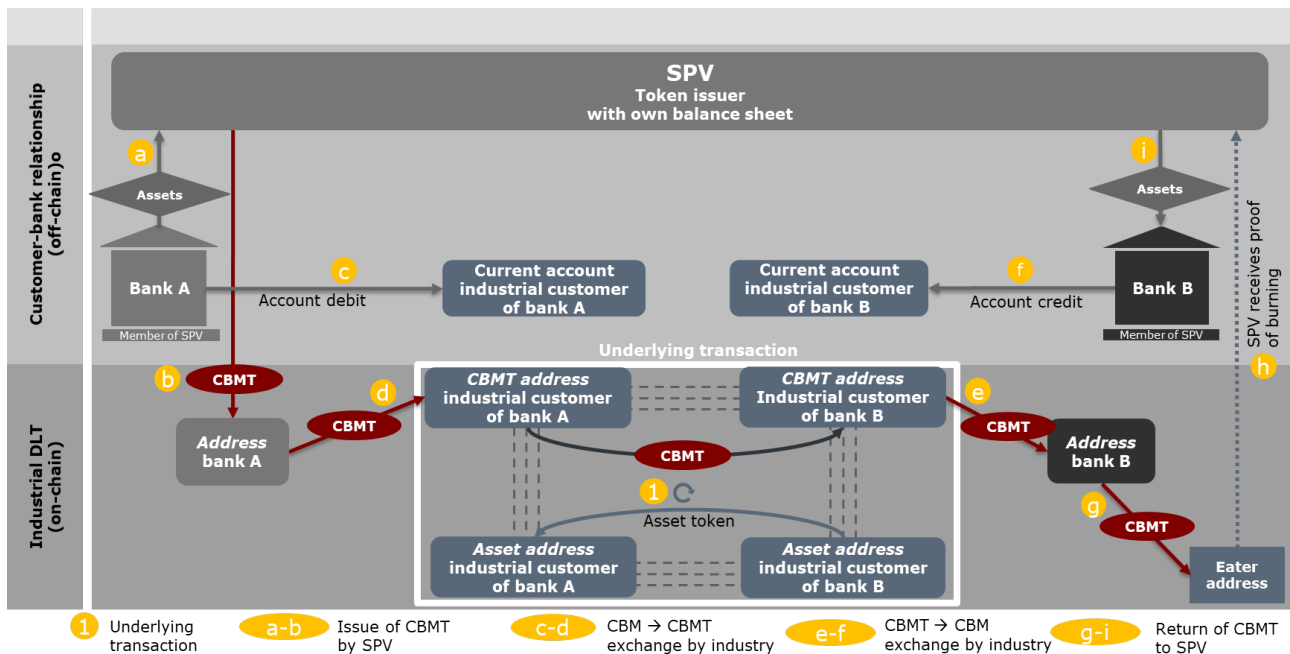 SPV
Token issuer
with own balance sheet
Customer-bank relationship
(off-chain)o
a
i
Assets
Assets
Bank A
Member of SPV
c
Account debit
Current account
industrial customer
of bank A
Current account
industrial customer
of bank B
f
Account credit
Bank B
Member of SPV
SPV receives proof
of burning
h
Underlying transaction
Industrial DLT
(on-chain)
b
CBMT
Address
bank A
d
CBMT
CBMT address
industrial customer
of bank A
CBMT address
Industrial customer
of bank B
CBMT
e
CBMT
Address
bank B
1
Asset token
g
CBMT
Asset address
industrial customer
of bank A
Asset address
industrial customer
of bank B
Eater
address
1
Underlying
transaction
a-b
Issue of CBMT
by SPV
c-d
CBM → CBMT
exchange by industry
e-f
CBMT → CBM
exchange by industry
g-i
Return of CBMT
to SPV